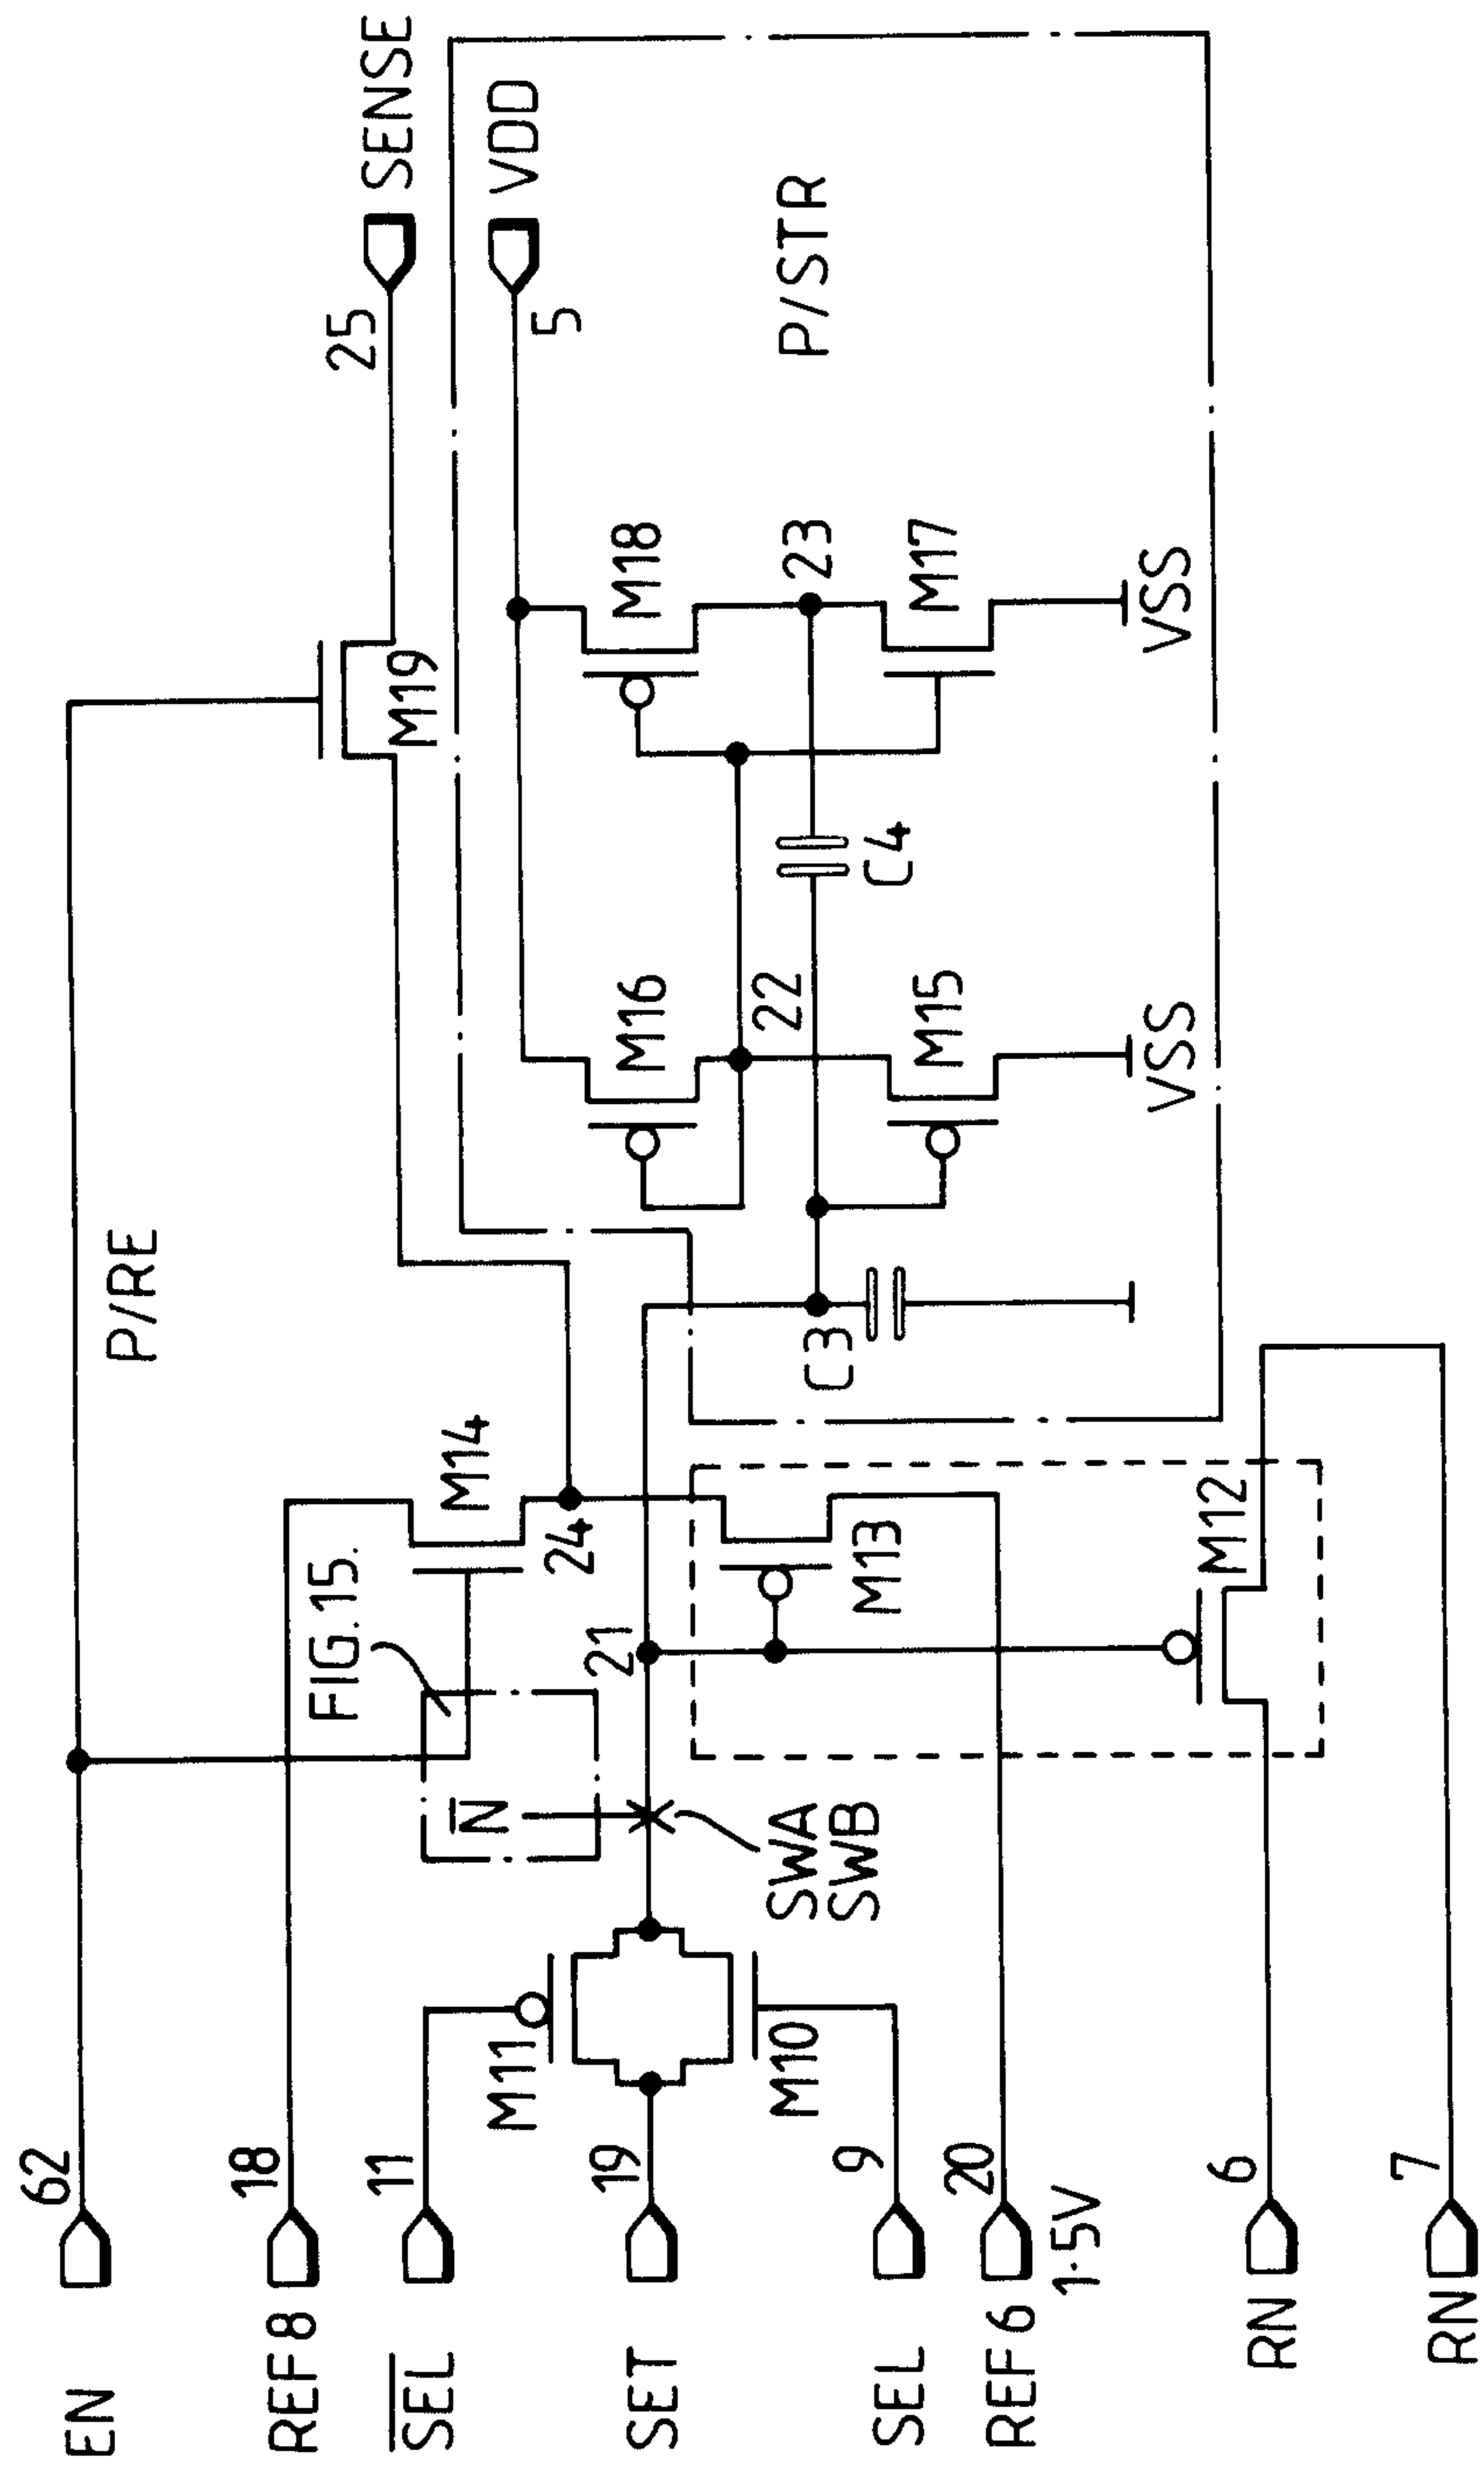 EN
62
P/RE
REF 8
18
FIG.15.
M14
M19
25
SENSE
SEL
11
N
24
5
VDD
M11
21
M16
M18
SET
19
SWA
SWB
22
23
P/STR
M10
M13
C3
C4
SEL
9
M15
M17
REF 6
20
1·5V
VSS
VSS
M12
RN
6
RN
7